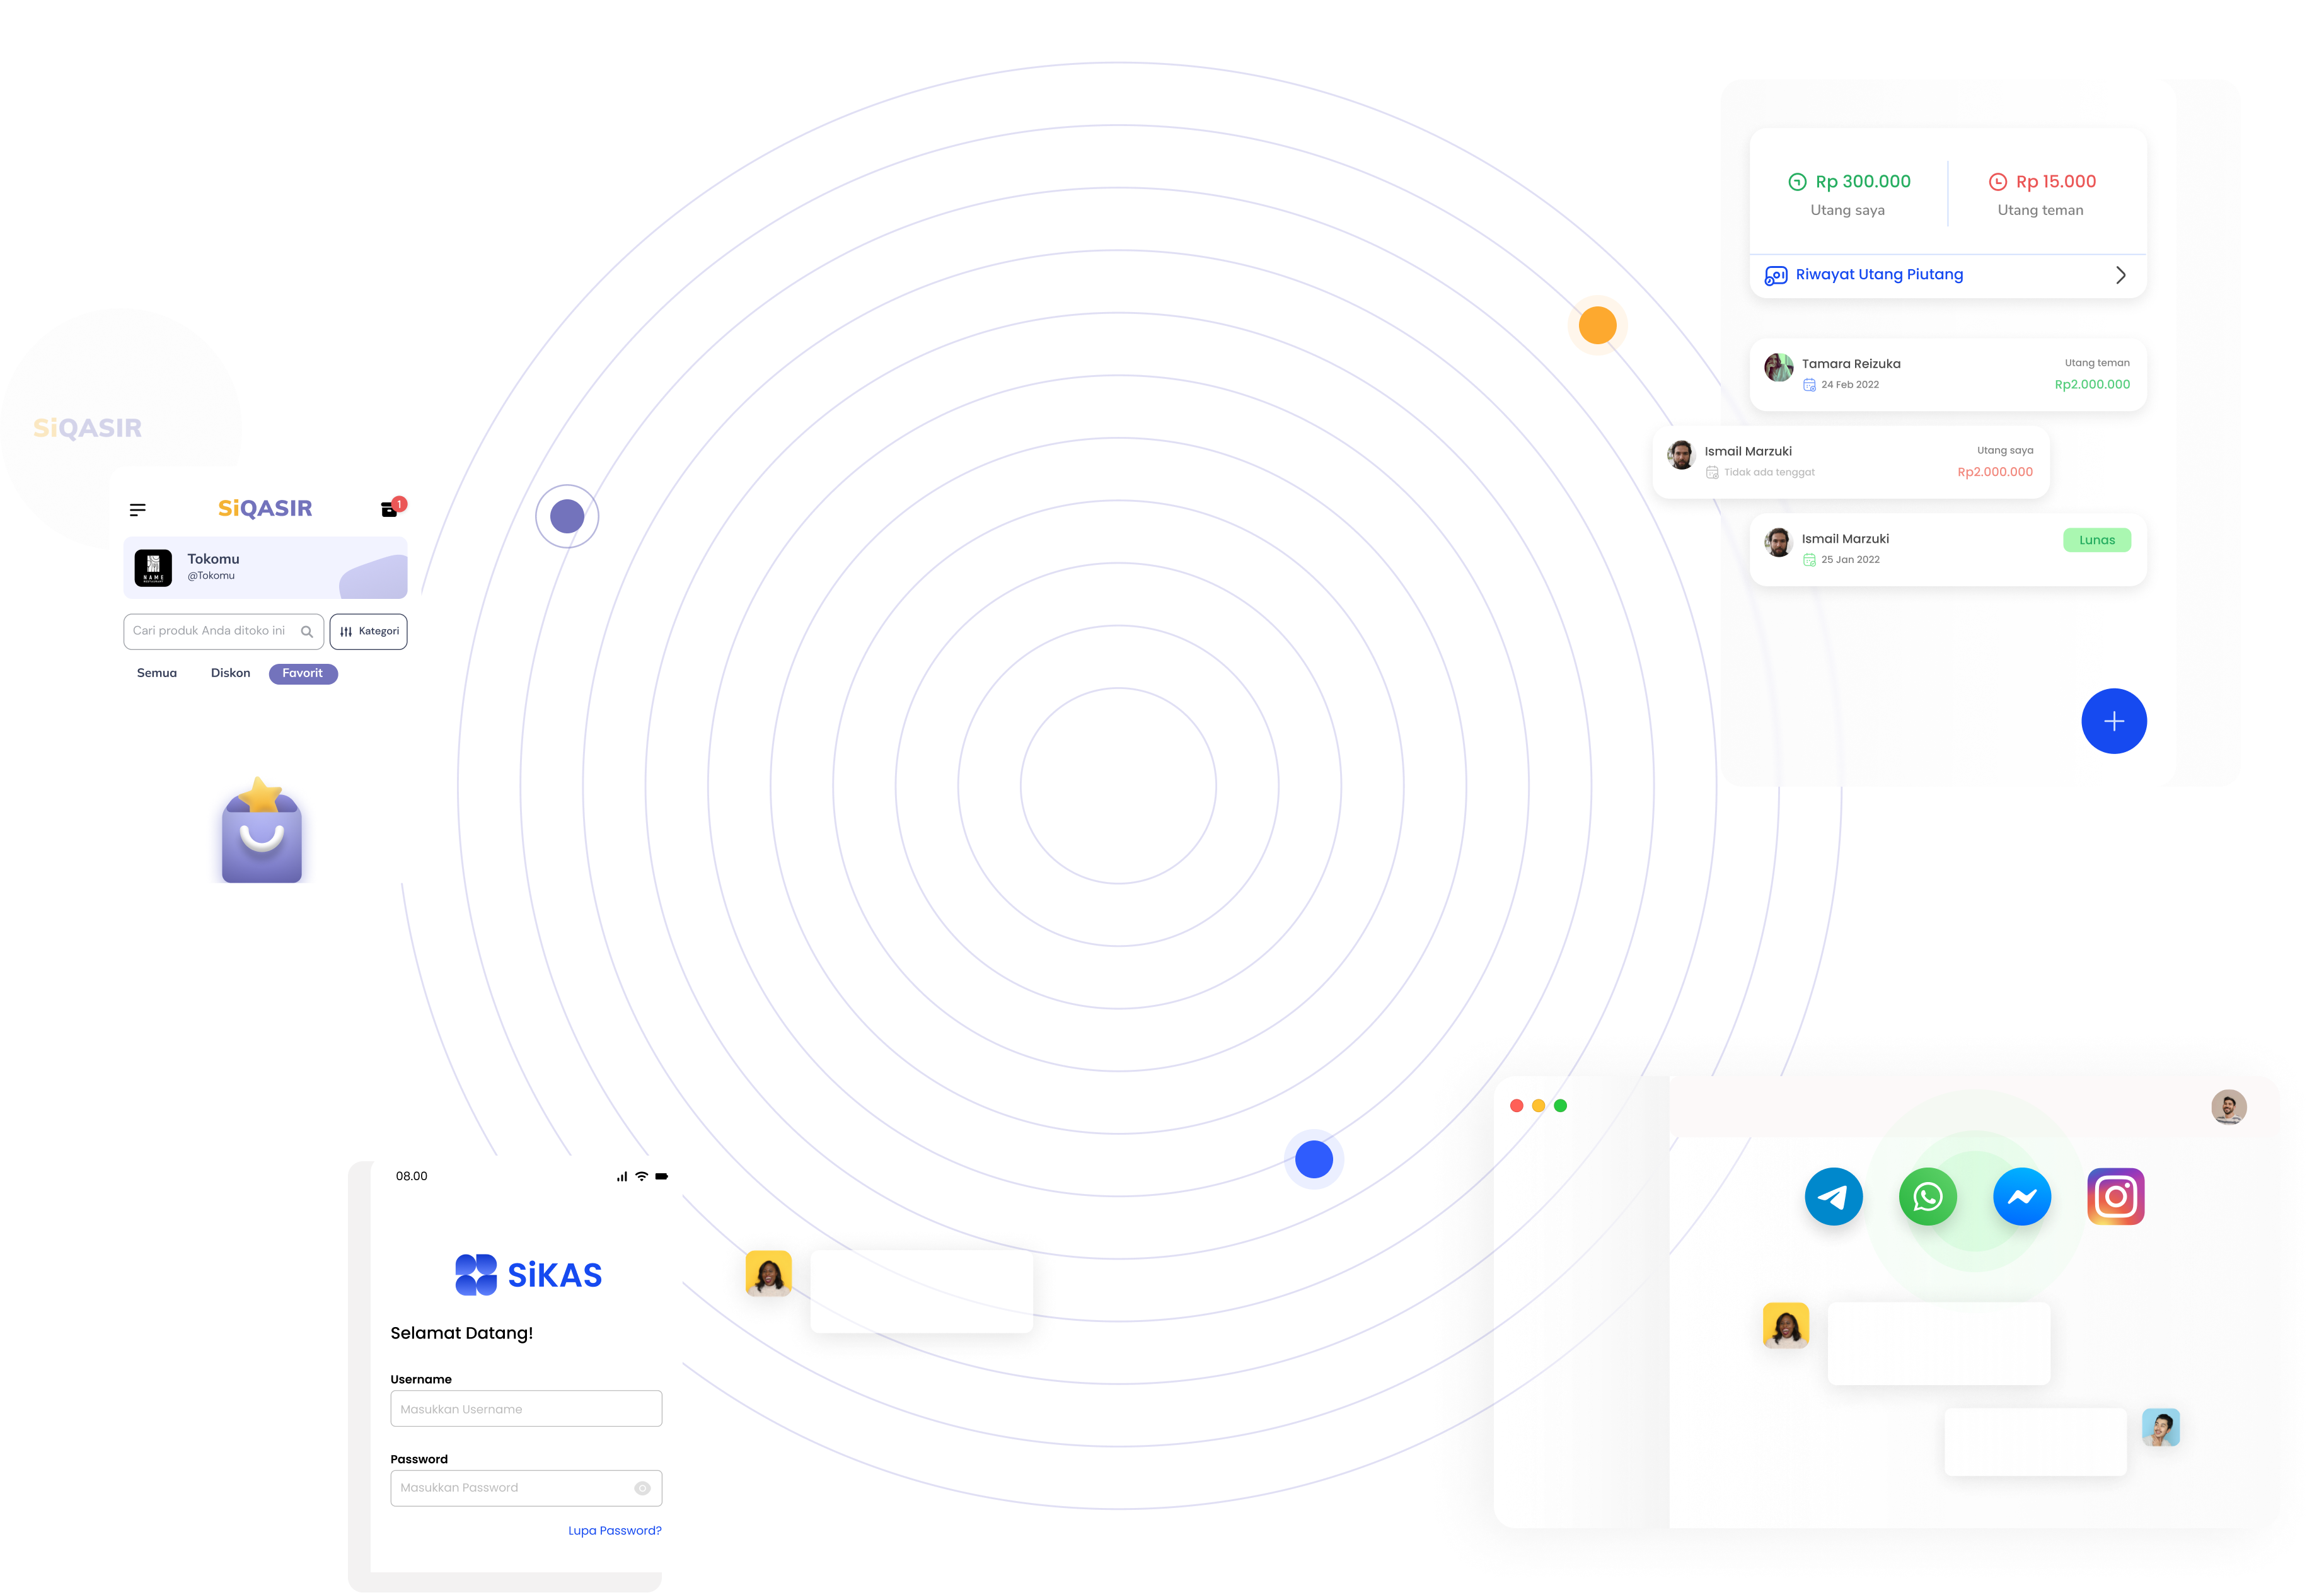 SiQASIR
SiQASIR
1
Tokomu
@Tokomu
NAME
Cari produk Anda ditoko ini
Kategori
Semua
Diskon
Favorit
Rp 300.000
Utang saya
Rp 15.000
Utang teman
Riwayat Utang Piutang
Tamara Reizuka
24 Feb 2022
Utang teman
Rp2.000.000
Ismail Marzuki
Tidak ada tenggat
Utang saya
Rp2.000.000
Ismail Marzuki
25 Jan 2022
Lunas
08.00
SiKAS
Selamat Datang!
Username
Masukkan Username
Password
Masukkan Password
Lupa Password?